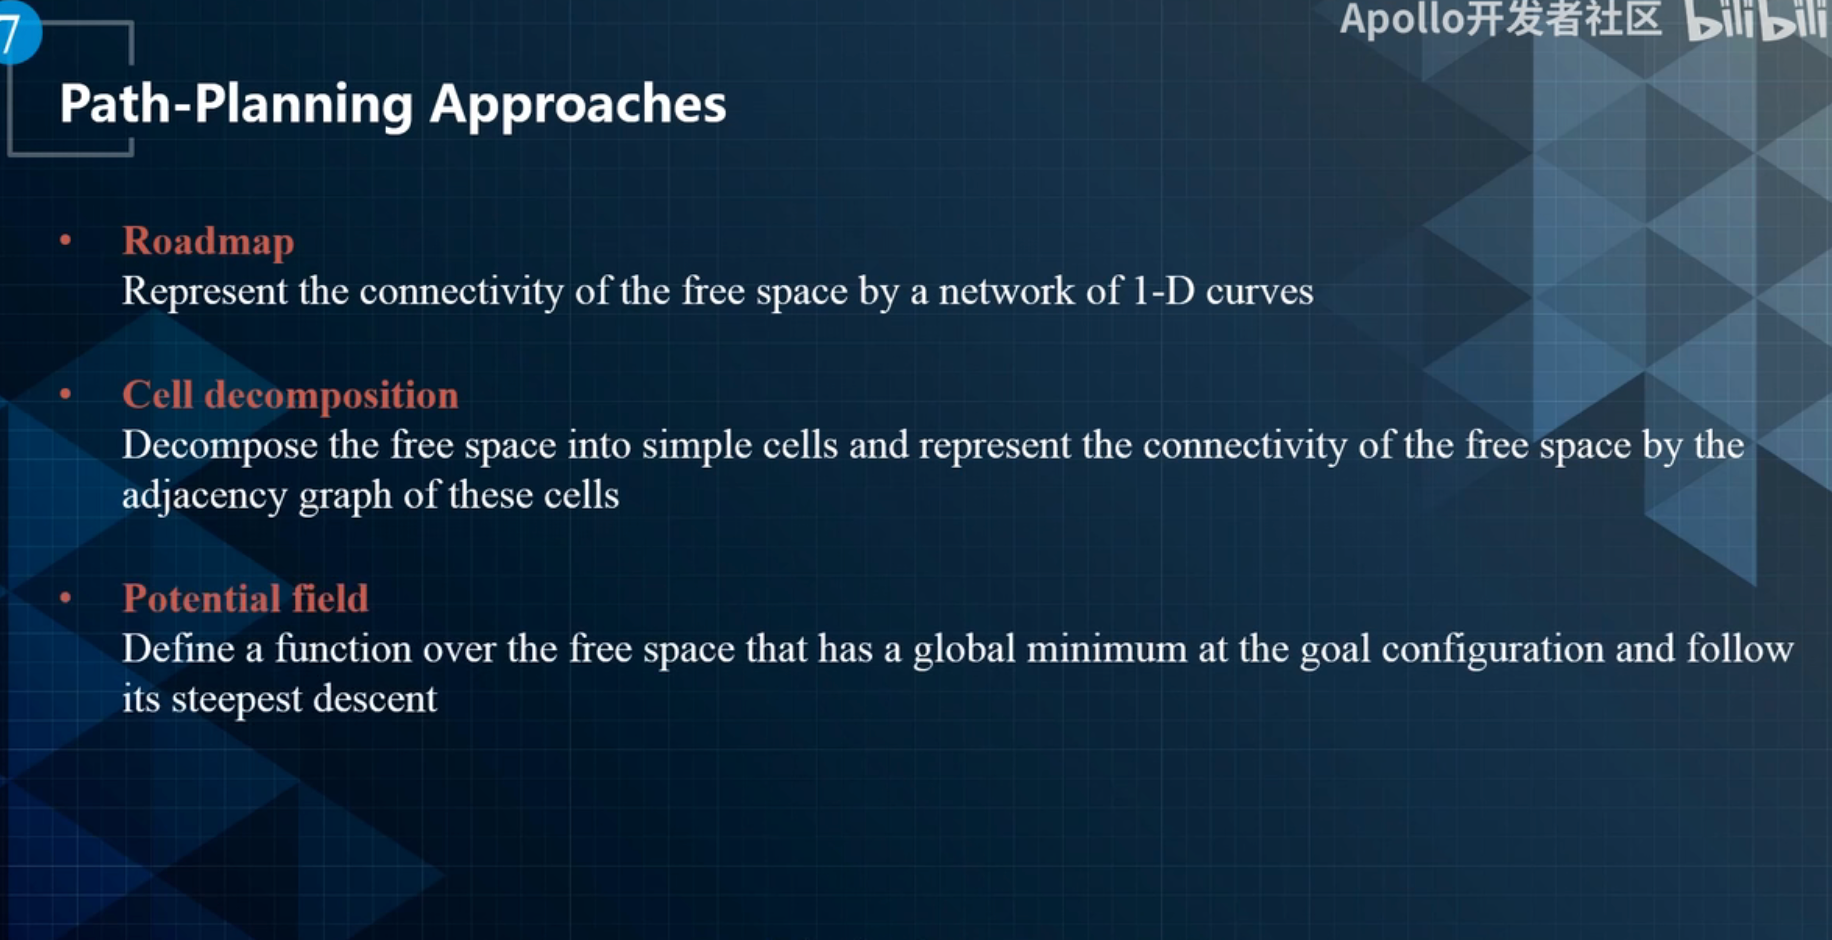 7
Apollo开发者社区 bilibili
Path-Planning Approaches
• Roadmap
Represent the connectivity of the free space by a network of 1-D curves
• Cell decomposition
Decompose the free space into simple cells and represent the connectivity of the free space by the
adjacency graph of these cells
• Potential field
Define a function over the free space that has a global minimum at the goal configuration and follow
its steepest descent